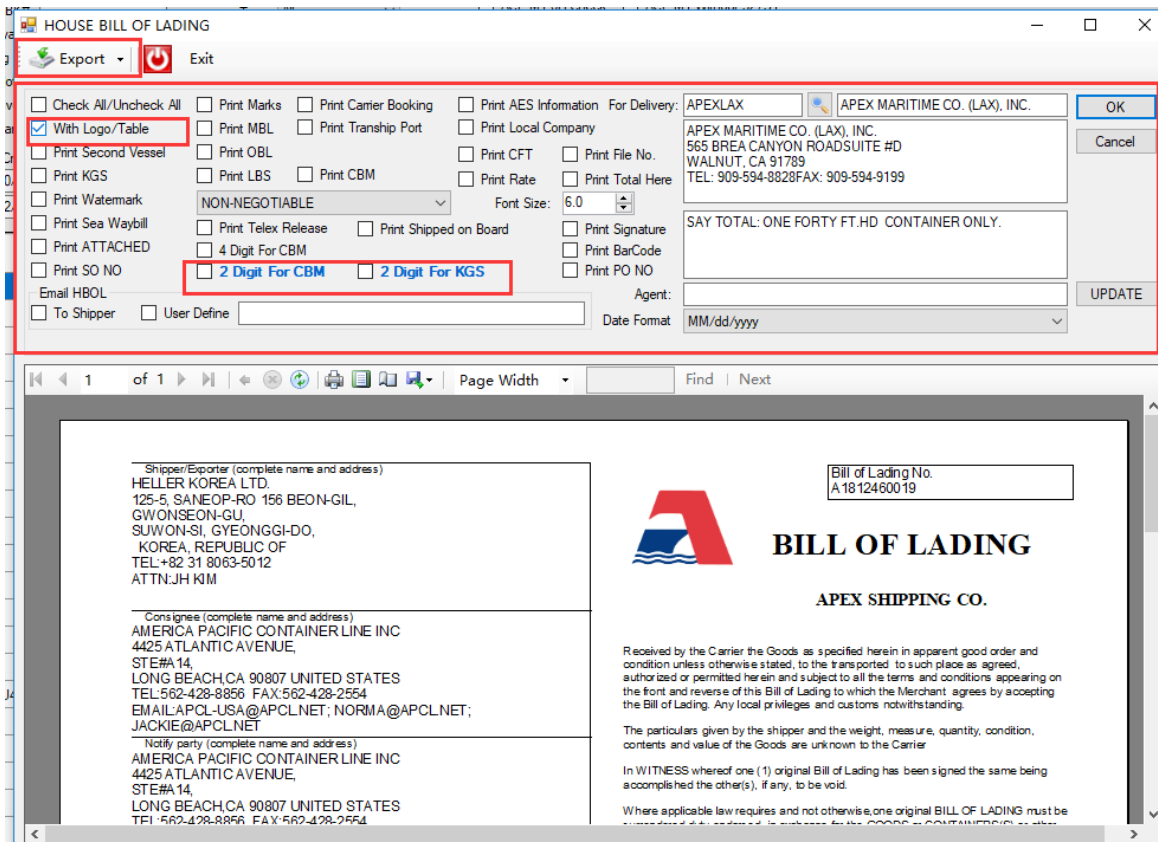 HOUSE BILL OF LADING
Export Exit
Check All/Uncheck All Print Marks Print Carrier Booking Print AES Information For Delivery: APEXLAX APEX MARITIME CO. (LAX), INC. OK
With Logo/Table Print MBL Print Tranship Port Print Local Company
APEX MARITIME CO. (LAX), INC.
565 BREA CANYON ROADSUITE #D
WALNUT, CA 91789
TEL: 909-594-8828FAX: 909-594-9199
Cancel
Print Second Vessel Print OBL Print CFT Print File No.
Print KGS Print LBS Print CBM Print Rate Print Total Here
Print Watemark NON-NEGOTIABLE Font Size: 6.0
Print Sea Waybill Print Telex Release Print Shipped on Board Print Signature SAY TOTAL: ONE FORTY FT.HD CONTAINER ONLY.
Print ATTACHED 4 Digit For CBM Print BarCode
Print SO NO 2 Digit For CBM 2 Digit For KGS Print PO NO
Email HBOL Agent: UPDATE
To Shipper User Define Date Format MM/dd/yyyy
1 of 1 Page Width Find | Next
Shipper/Exporter (complete name and address)
HELLER KOREA LTD.
125-5, SANEOP-RO 156 BEON-GIL,
GWONSEON-GU,
SUWON-SI, GYEONGGI-DO,
KOREA, REPUBLIC OF
TEL:+82 31 8063-5012
ATTN:JH KIM
Consignee (complete name and address)
AMERICA PACIFIC CONTAINER LINE INC
4425 ATLANTIC AVENUE,
STE#A14,
LONG BEACH,CA 90807 UNITED STATES
TEL:562-428-8856 FAX:562-428-2554
EMAIL:APCL-USA@APCLNET; NORMA@APCLNET;
JACKIE@APCLNET
Notify party (complete name and address)
AMERICA PACIFIC CONTAINER LINE INC
4425 ATLANTIC AVENUE,
STE#A14,
LONG BEACH,CA 90807 UNITED STATES
TEL:562-428-8856 FAX:562-428-2554
Bill of Lading No.
A1812460019
BILL OF LADING
APEX SHIPPING CO.
Received by the Carrier the Goods as specified herein in apparent good order and
condition unless otherwise stated, to the transported to such place as agreed,
authorized or permitted herein and subject to all the terms and conditions appearing on
the front and reverse of this Bill of Lading to which the Merchant agrees by accepting
the Bill of Lading. Any local privileges and customs notwithstanding.
The particulars given by the shipper and the weight, measure, quantity, condition,
contents and value of the Goods are unknown to the Carrier
In WITNESS whereof one (1) original Bill of Lading has been signed the same being
accomplished the other(s), if any, to be void.
Where applicable law requires and not otherwise,one original BILL OF LADING must be